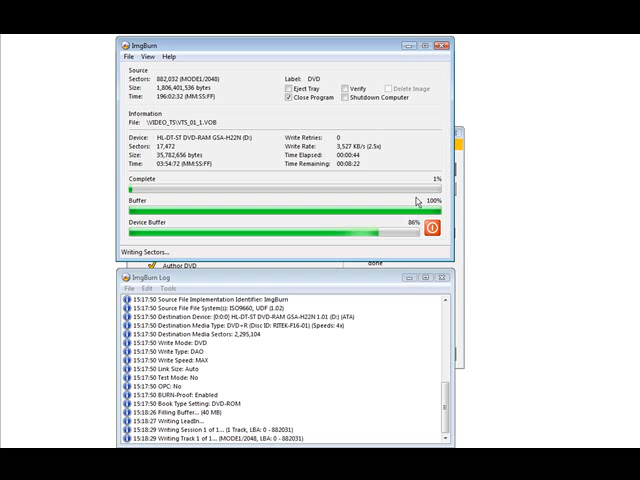 ImgBurn
File View Help
Source
Sectors: 882,032 (MODE1/2048)
Size: 1,806,401,536 bytes
Time: 196:02:32 (MM:SS:FF)
Label: DVD
Eject Tray Verify Delete Image
Close Program Shutdown Computer
Information
File: \VIDEO_TS\VTS_01_1.VOB
Device: HL-DT-ST DVD-RAM GSA-H22N (D:)
Sectors: 17,472
Size: 35,782,656 bytes
Time: 03:54:72 (MM:SS:FF)
Write Retries: 0
Write Rate: 3,527 KB/s (2.5x)
Time Elapsed: 00:00:44
Time Remaining: 00:08:22
Complete 1%
Buffer 100%
Device Buffer 86%
Writing Sectors...
Author DVD done
ImgBurn Log
File Edit Tools
15:17:50 Source File Implementation Identifier: ImgBurn
15:17:50 Source File File System(s): ISO9660, UDF (1.02)
15:17:50 Destination Device: [0:0:0] HL-DT-ST DVD-RAM GSA-H22N 1.01 (D:) (ATA)
15:17:50 Destination Media Type: DVD+R (Disc ID: RITEK-F16-01) (Speeds: 4x)
15:17:50 Destination Media Sectors: 2,295,104
15:17:50 Write Mode: DVD
15:17:50 Write Type: DAO
15:17:50 Write Speed: MAX
15:17:50 Link Size: Auto
15:17:50 Test Mode: No
15:17:50 OPC: No
15:17:50 BURN-Proof: Enabled
15:17:50 Book Type Setting: DVD-ROM
15:18:26 Filling Buffer... (40 MB)
15:18:27 Writing LeadIn...
15:18:29 Writing Session 1 of 1... (1 Track, LBA: 0 - 882031)
15:18:29 Writing Track 1 of 1... (MODE1/2048, LBA: 0 - 882031)